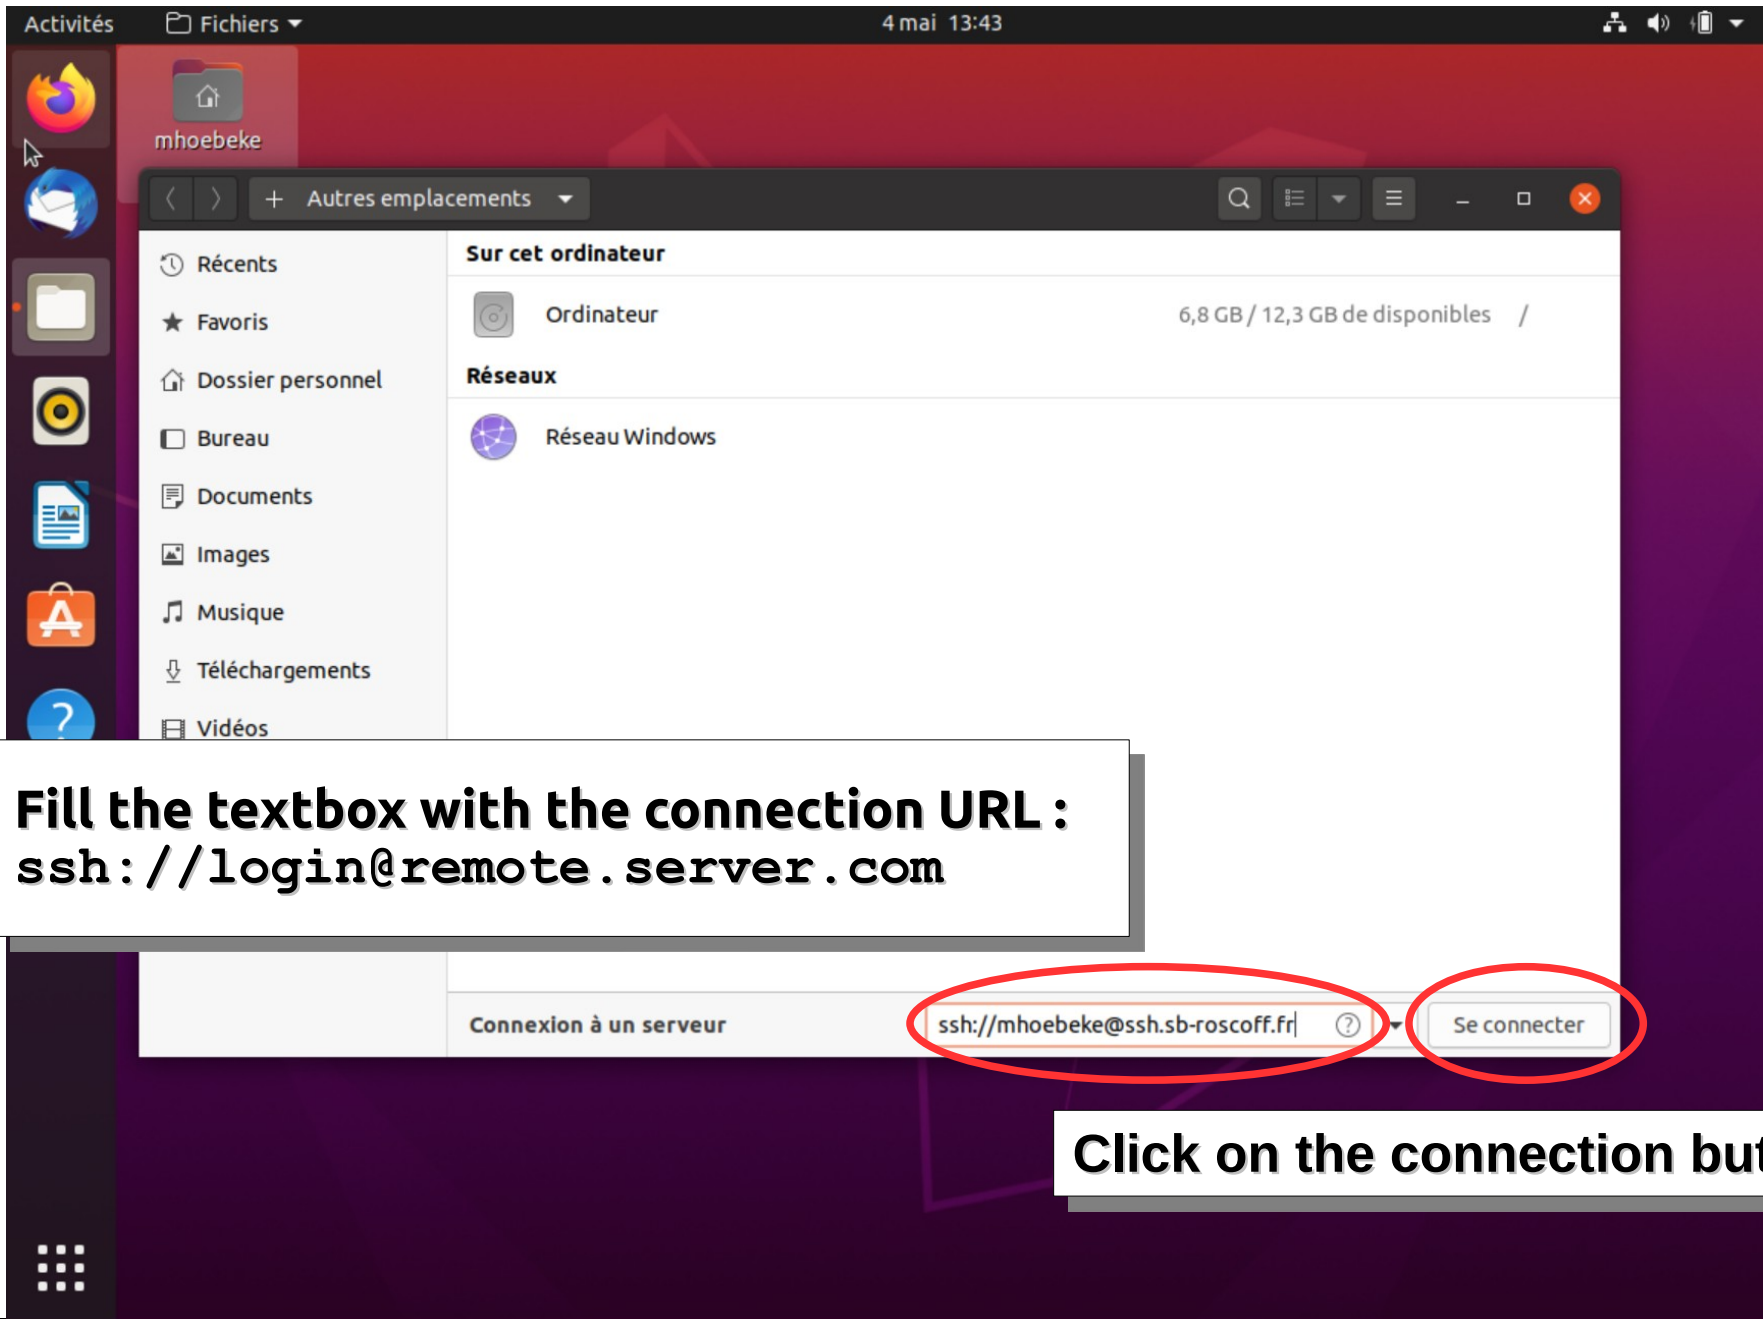 Activités Fichiers 4 mai 13:43
mhoebeke
+ Autres emplacements
Récents
Favoris
Dossier personnel
Bureau
Documents
Images
Musique
Téléchargements
Vidéos
Sur cet ordinateur
Ordinateur 6,8 GB / 12,3 GB de disponibles /
Réseaux
Réseau Windows
Fill the textbox with the connection URL :
ssh://login@remote.server.com
Connexion à un serveur ssh://mhoebeke@ssh.sb-roscoff.fr Se connecter
Click on the connection but